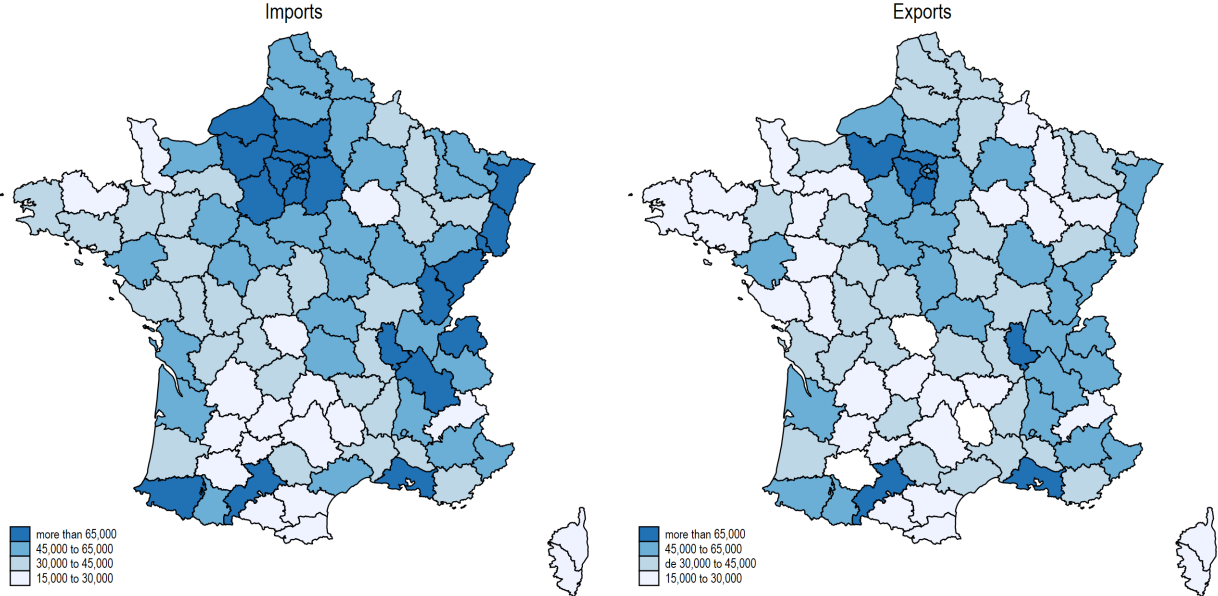 Imports
Exports
more than 65,000
45,000 to 65,000
30,000 to 45,000
15,000 to 30,000
more than 65,000
45,000 to 65,000
de 30,000 to 45,000
15,000 to 30,000